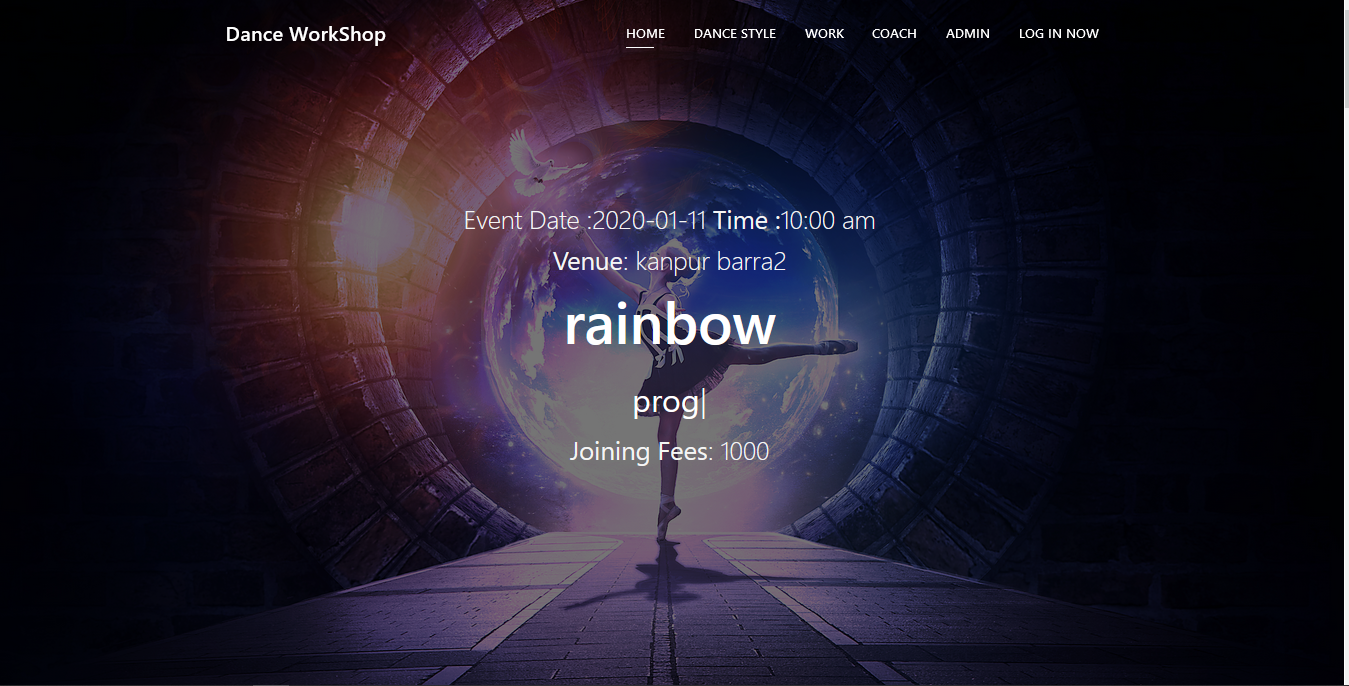 Dance WorkShop HOME DANCE STYLE WORK COACH ADMIN LOG IN NOW
Event Date :2020-01-11 Time :10:00 am
Venue: kanpur barra2
rainbow
prog|
Joining Fees: 1000